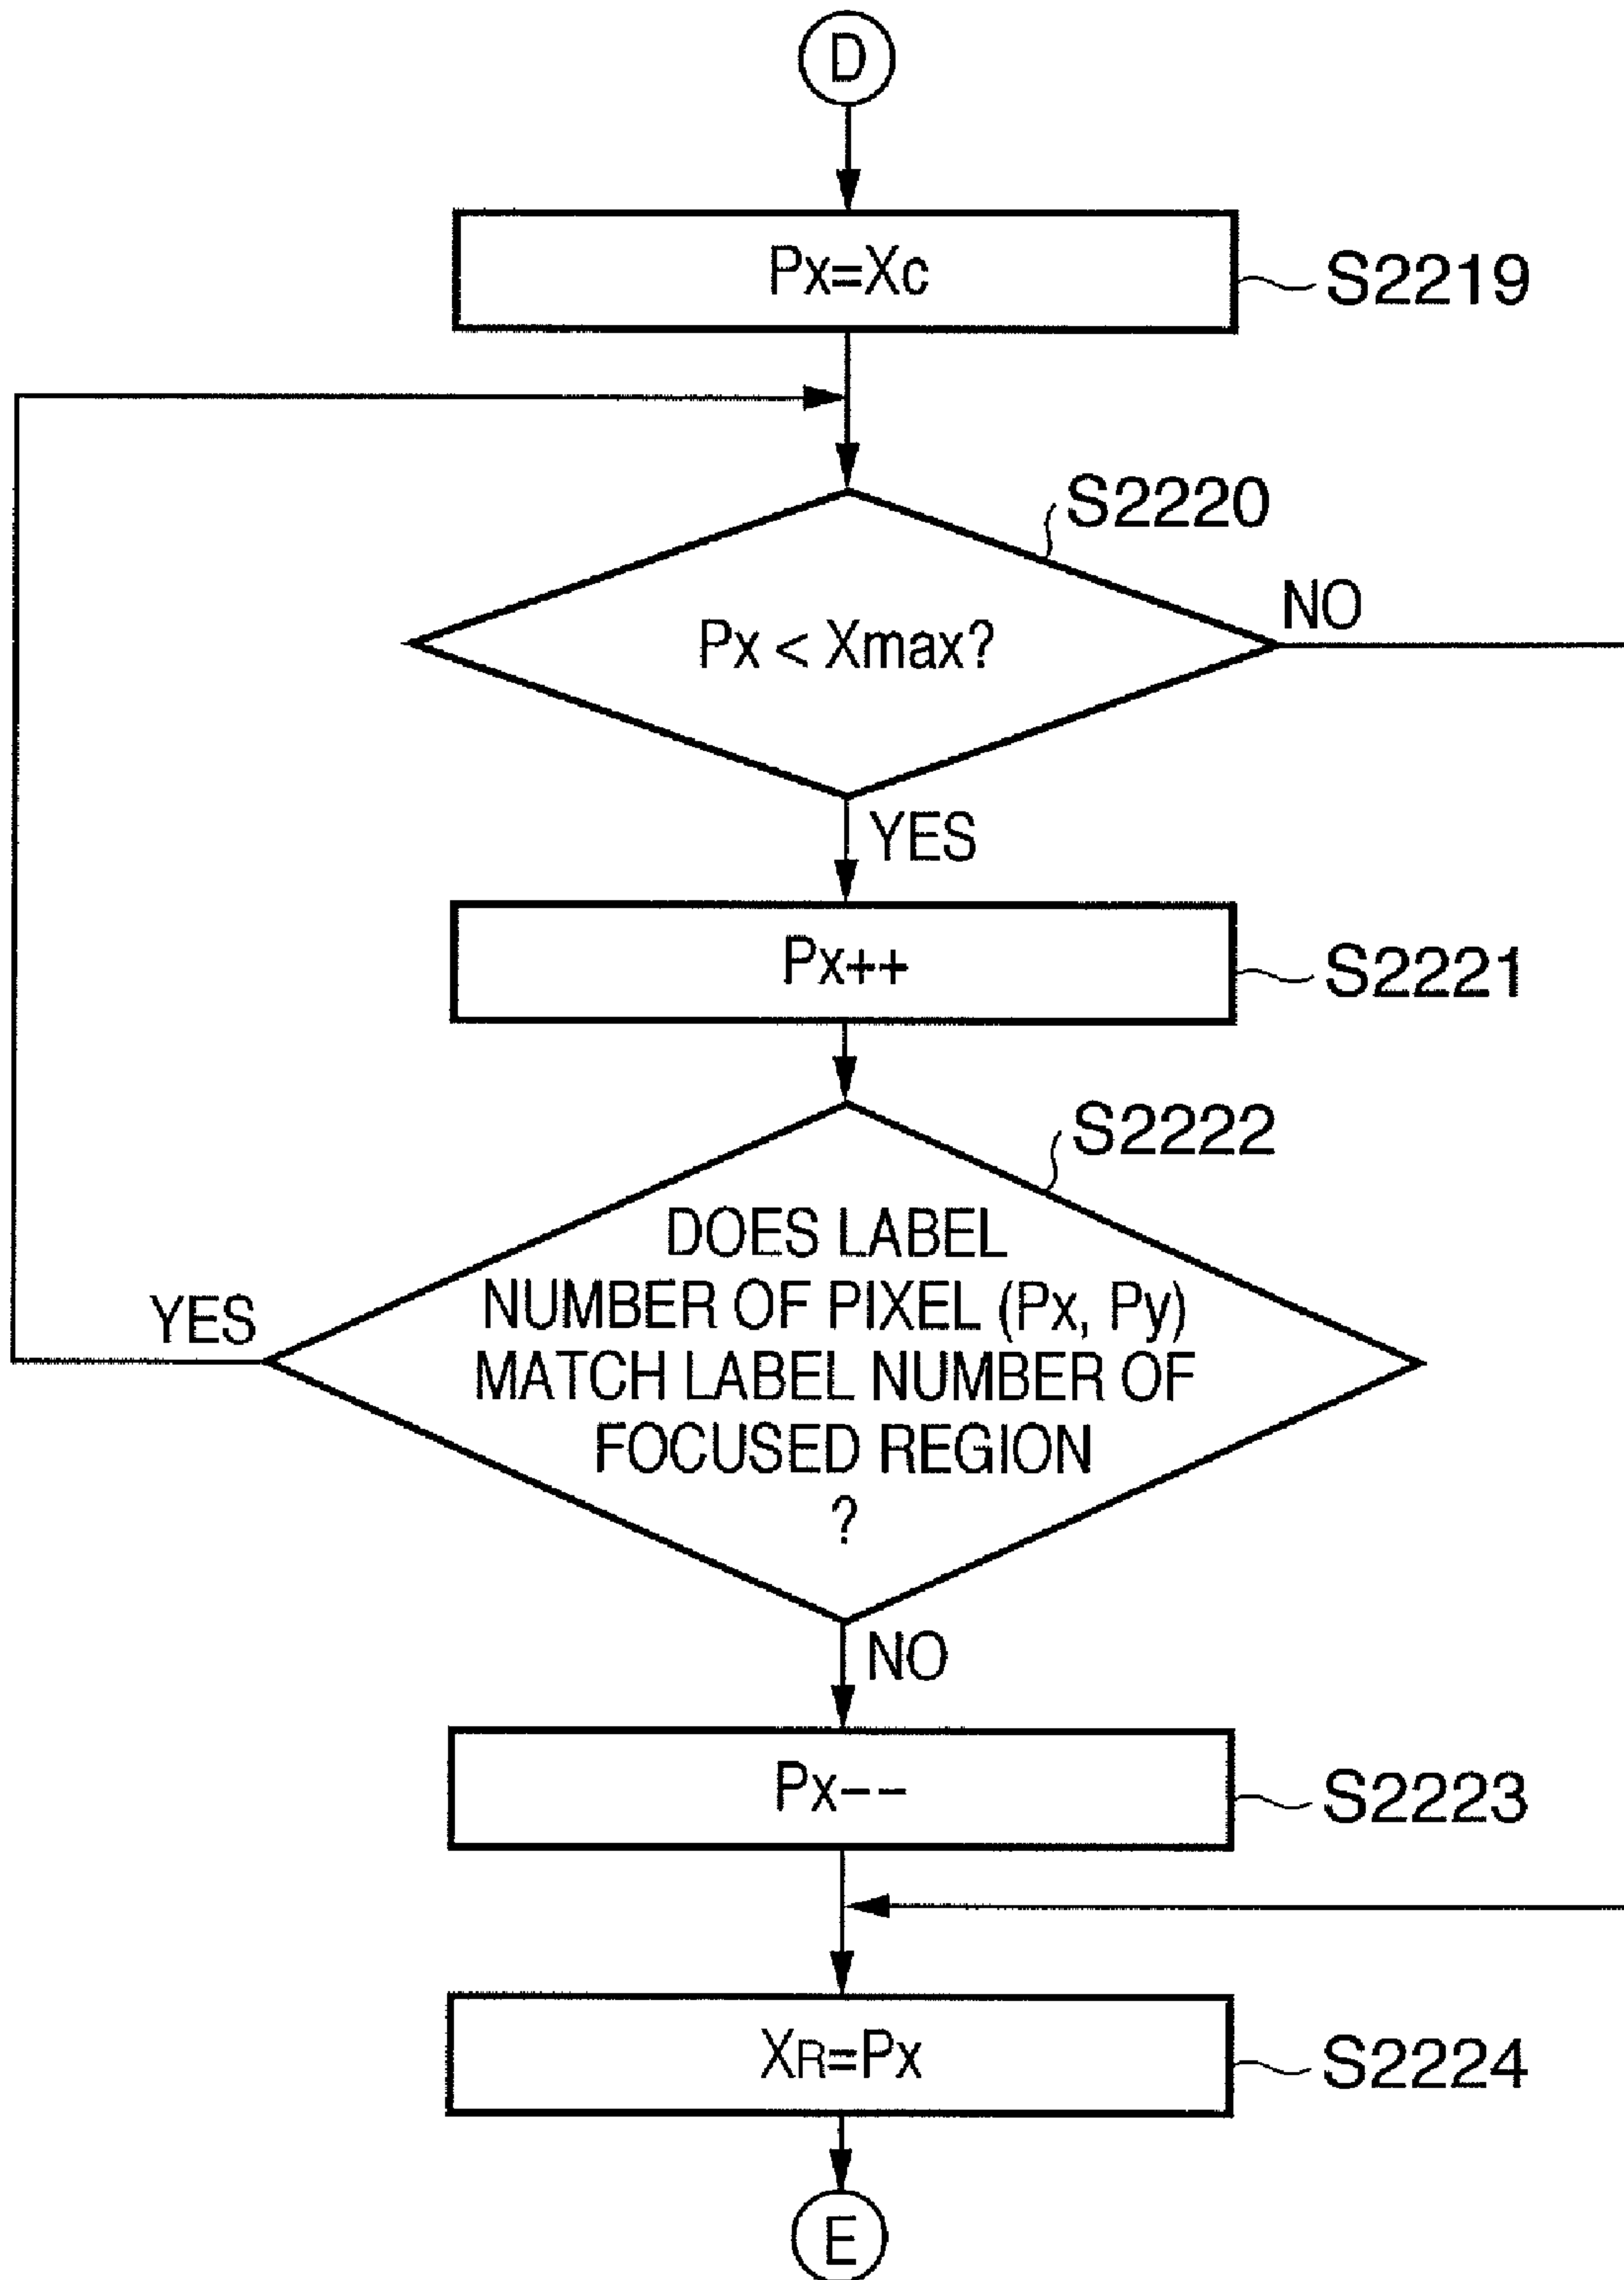 D
Px=Xc
S2219
S2220
Px < Xmax?
NO
YES
Px++
S2221
S2222
DOES LABEL
NUMBER OF PIXEL (Px, Py)
MATCH LABEL NUMBER OF
FOCUSED REGION
?
YES
NO
Px--
S2223
XR=Px
S2224
E